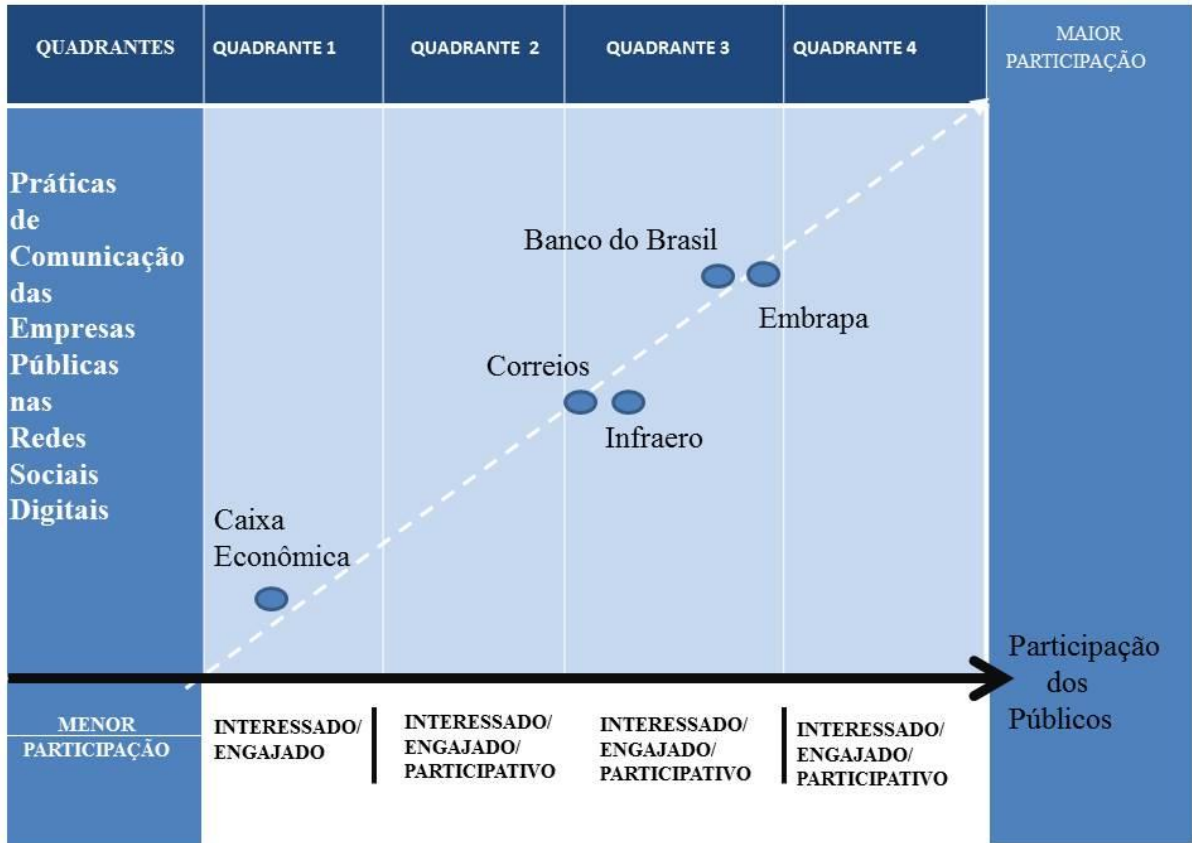 QUADRANTES
QUADRANTE 1
QUADRANTE 2
QUADRANTE 3
QUADRANTE 4
MAIOR
PARTICIPAÇÃO
Práticas
de
Comunicação
das
Empresas
Públicas
nas
Redes
Sociais
Digitais
Banco do Brasil
Embrapa
Correios
Infraero
Caixa
Econômica
Participação
dos
Públicos
MENOR
PARTICIPAÇÃO
INTERESSADO/
ENGAJADO
INTERESSADO/
ENGAJADO/
PARTICIPATIVO
INTERESSADO/
ENGAJADO/
PARTICIPATIVO
INTERESSADO/
ENGAJADO/
PARTICIPATIVO